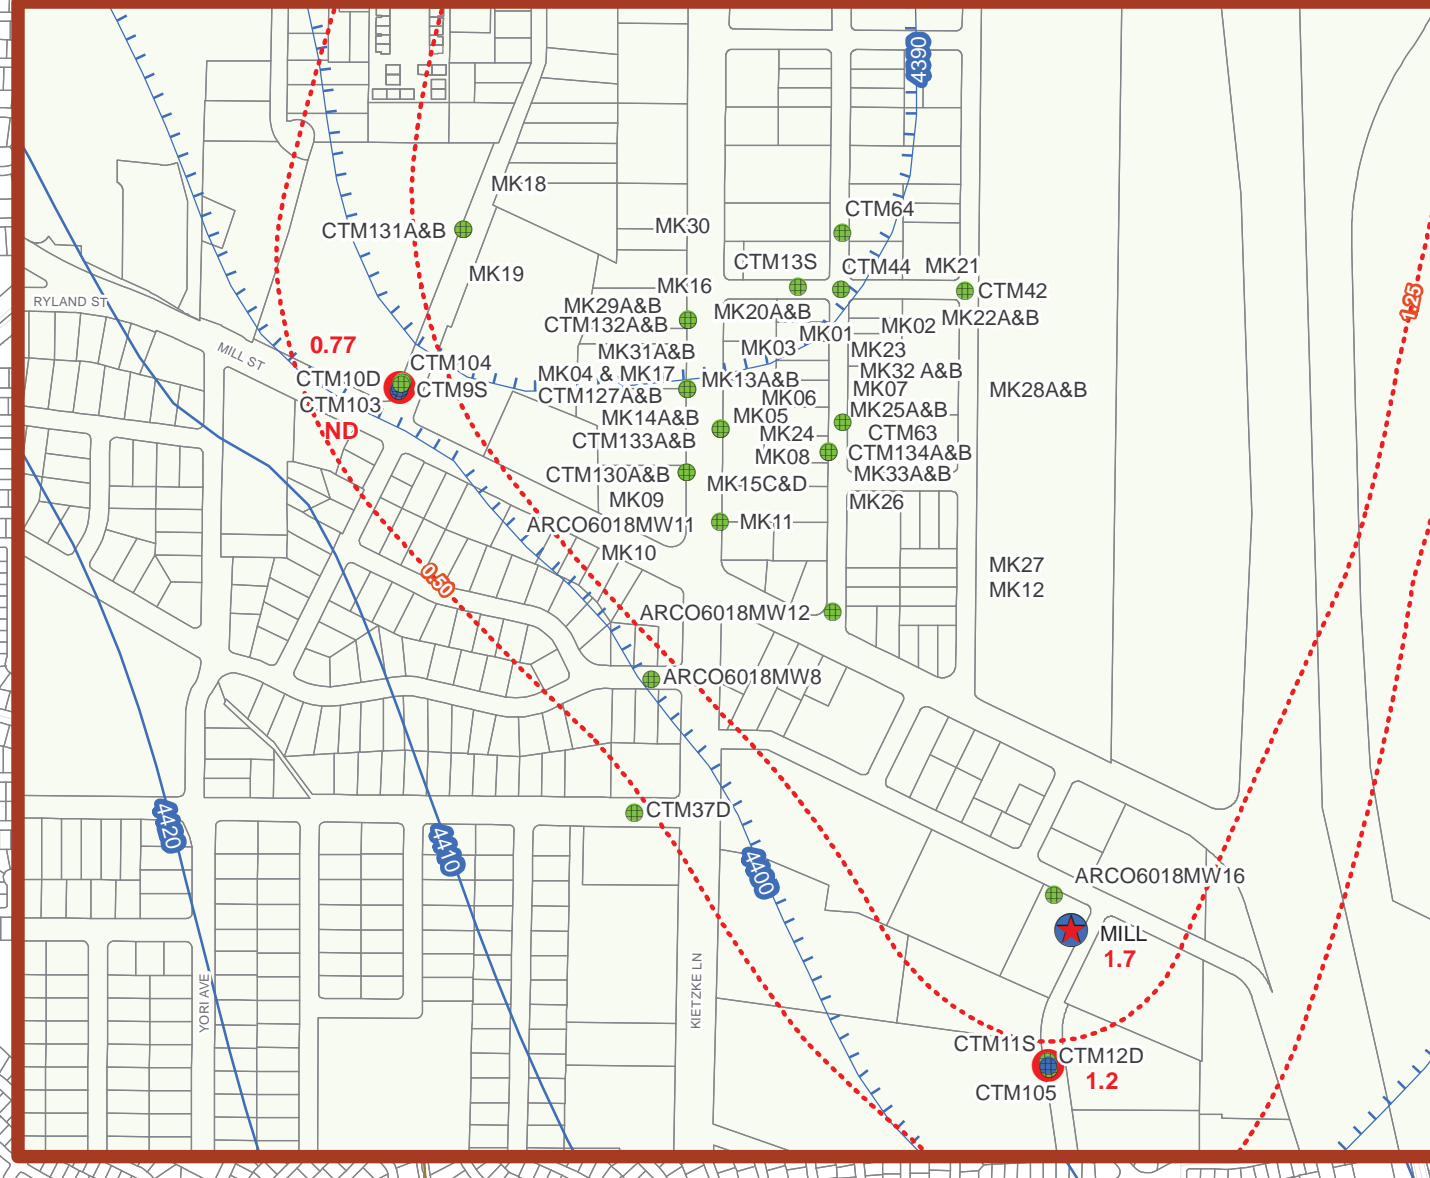 4390
MK18
CTM64
CTM131A&B
MK30
CTM13S
CTM44
MK21
MK19
MK16
CTM42
RYLAND ST
MK29A&B
MK20A&B
MK22A&B
1.25
CTM132A&B
MK01
MK02
0.77
MILL ST
MK31A&B
MK03
MK23
CTM104
MK04 & MK17
MK32 A&B
CTM10D
CTM9S
MK13A&B
MK07
MK28A&B
CTM127A&B
MK06
CTM103
MK14A&B
MK05
MK25A&B
ND
CTM133A&B
MK24
CTM63
MK08
CTM134A&B
CTM130A&B
MK15C&D
MK33A&B
MK09
MK26
ARCO6018MW11
MK11
MK10
MK27
0.50
MK12
ARCO6018MW12
ARCO6018MW8
CTM37D
4420
4410
4400
ARCO6018MW16
MILL
1.7
YORI AVE
KIETZKE LN
CTM11S
CTM12D
1.2
CTM105